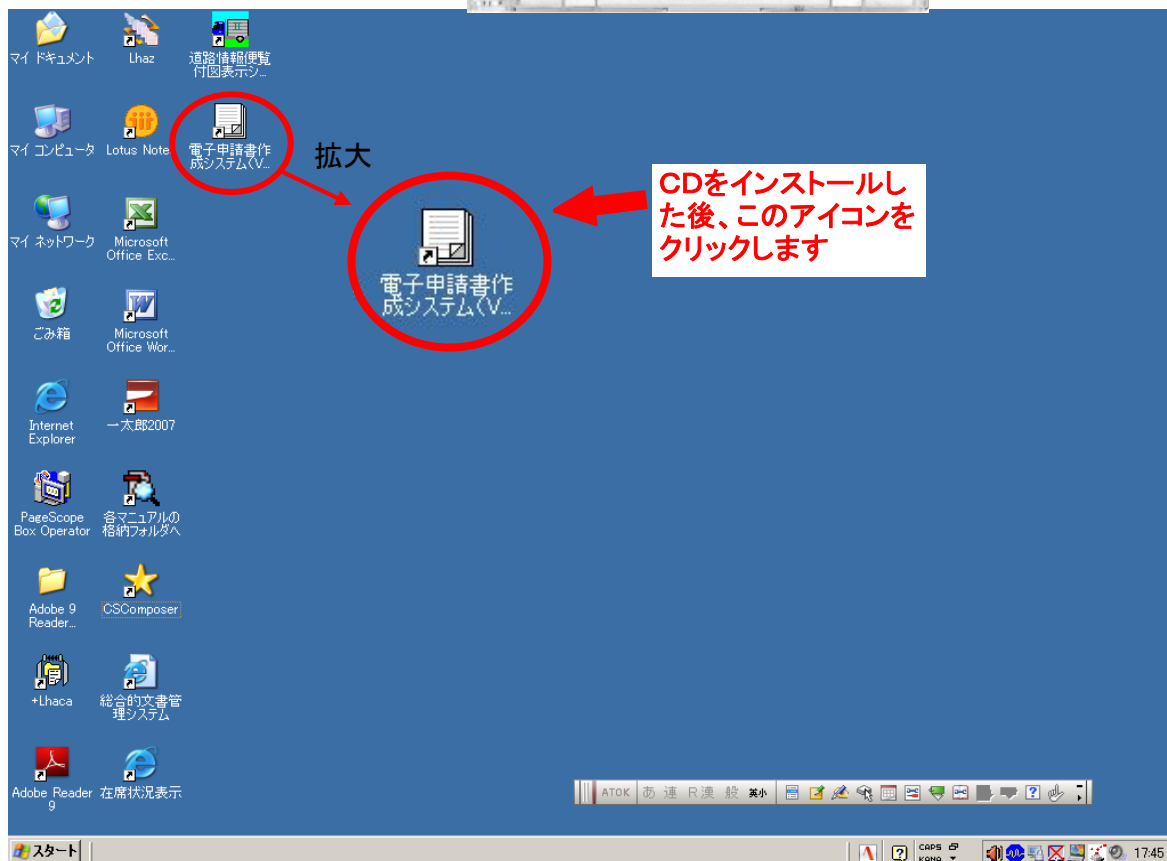 マイ ドキュメント
Lhaz
道路情報便覧
付図表示シ...
マイ コンピュータ
Lotus Note
電子申請書作
成システム(V...
拡大
CDをインストールし
た後、このアイコンを
クリックします
電子申請書作
成システム(V...
マイ ネットワーク
Microsoft
Office Exc...
ごみ箱
Microsoft
Office Wor...
Internet
Explorer
一太郎2007
PageScope
Box Operator
各マニュアルの
格納フォルダへ
Adobe 9
Reader...
CSComposer
+Lhaca
総合的文書管
理システム
Adobe Reader
9
在席状況表示
ATOK あ 連 R漢 般 英小
スタート
CAPS
KANA
17:45